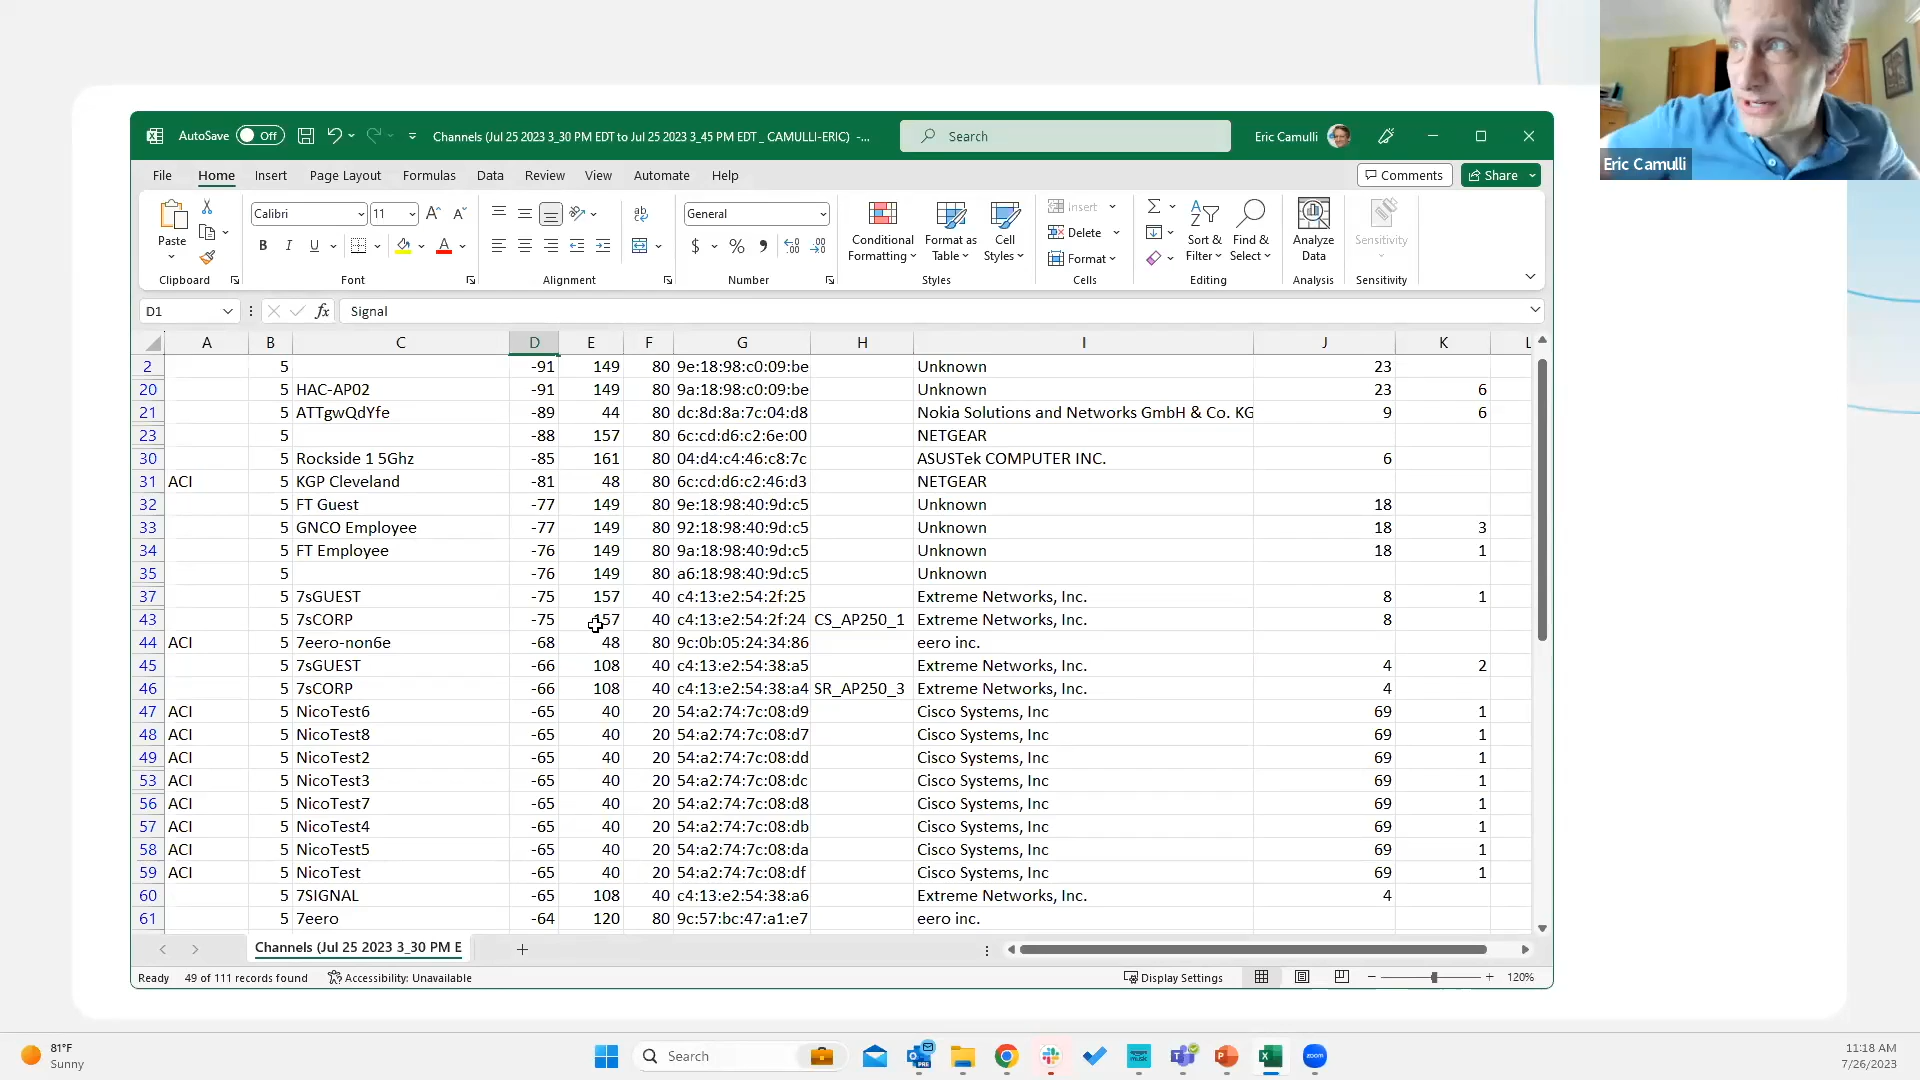 Eric Camulli
AutoSave Off Channels (Jul 25 2023 3_30 PM EDT to Jul 25 2023 3_45 PM EDT _ CAMULLI-ERIC) -... Search Eric Camulli
File Home Insert Page Layout Formulas Data Review View Automate Help Comments Share
Calibri 11 General Insert Σ
Paste B I U A $ % 9 Conditional Formatting Format as Table Cell Styles Delete Sort & Filter Find & Select Analyze Data Sensitivity
Format
Clipboard Font Alignment Number Styles Cells Editing Analysis Sensitivity
D1 fx Signal
A B C D E F G H I J K L
2 5 -91 149 80 9e:18:98:c0:09:be Unknown 23
20 5 HAC-AP02 -91 149 80 9a:18:98:c0:09:be Unknown 23 6
21 5 ATTgwQdYfe -89 44 80 dc:8d:8a:7c:04:d8 Nokia Solutions and Networks GmbH & Co. KG 9 6
23 5 -88 157 80 6c:cd:d6:c2:6e:00 NETGEAR
30 5 Rockside 1 5Ghz -85 161 80 04:d4:c4:46:c8:7c ASUSTek COMPUTER INC. 6
31 ACI 5 KGP Cleveland -81 48 80 6c:cd:d6:c2:46:d3 NETGEAR
32 5 FT Guest -77 149 80 9e:18:98:40:9d:c5 Unknown 18
33 5 GNCO Employee -77 149 80 92:18:98:40:9d:c5 Unknown 18 3
34 5 FT Employee -76 149 80 9a:18:98:40:9d:c5 Unknown 18 1
35 5 -76 149 80 a6:18:98:40:9d:c5 Unknown
37 5 7sGUEST -75 157 40 c4:13:e2:54:2f:25 Extreme Networks, Inc. 8 1
43 5 7sCORP -75 157 40 c4:13:e2:54:2f:24 CS_AP250_1 Extreme Networks, Inc. 8
44 ACI 5 7eero-non6e -68 48 80 9c:0b:05:24:34:86 eero inc.
45 5 7sGUEST -66 108 40 c4:13:e2:54:38:a5 Extreme Networks, Inc. 4 2
46 5 7sCORP -66 108 40 c4:13:e2:54:38:a4 SR_AP250_3 Extreme Networks, Inc. 4
47 ACI 5 NicoTest6 -65 40 20 54:a2:74:7c:08:d9 Cisco Systems, Inc 69 1
48 ACI 5 NicoTest8 -65 40 20 54:a2:74:7c:08:d7 Cisco Systems, Inc 69 1
49 ACI 5 NicoTest2 -65 40 20 54:a2:74:7c:08:dd Cisco Systems, Inc 69 1
53 ACI 5 NicoTest3 -65 40 20 54:a2:74:7c:08:dc Cisco Systems, Inc 69 1
56 ACI 5 NicoTest7 -65 40 20 54:a2:74:7c:08:d8 Cisco Systems, Inc 69 1
57 ACI 5 NicoTest4 -65 40 20 54:a2:74:7c:08:db Cisco Systems, Inc 69 1
58 ACI 5 NicoTest5 -65 40 20 54:a2:74:7c:08:da Cisco Systems, Inc 69 1
59 ACI 5 NicoTest -65 40 20 54:a2:74:7c:08:df Cisco Systems, Inc 69 1
60 5 7SIGNAL -65 108 40 c4:13:e2:54:38:a6 Extreme Networks, Inc. 4
61 5 7eero -64 120 80 9c:57:bc:47:a1:e7 eero inc.
Channels (Jul 25 2023 3_30 PM E
Ready 49 of 111 records found Accessibility: Unavailable Display Settings 120%
81°F
Sunny
Search
11:18 AM
7/26/2023